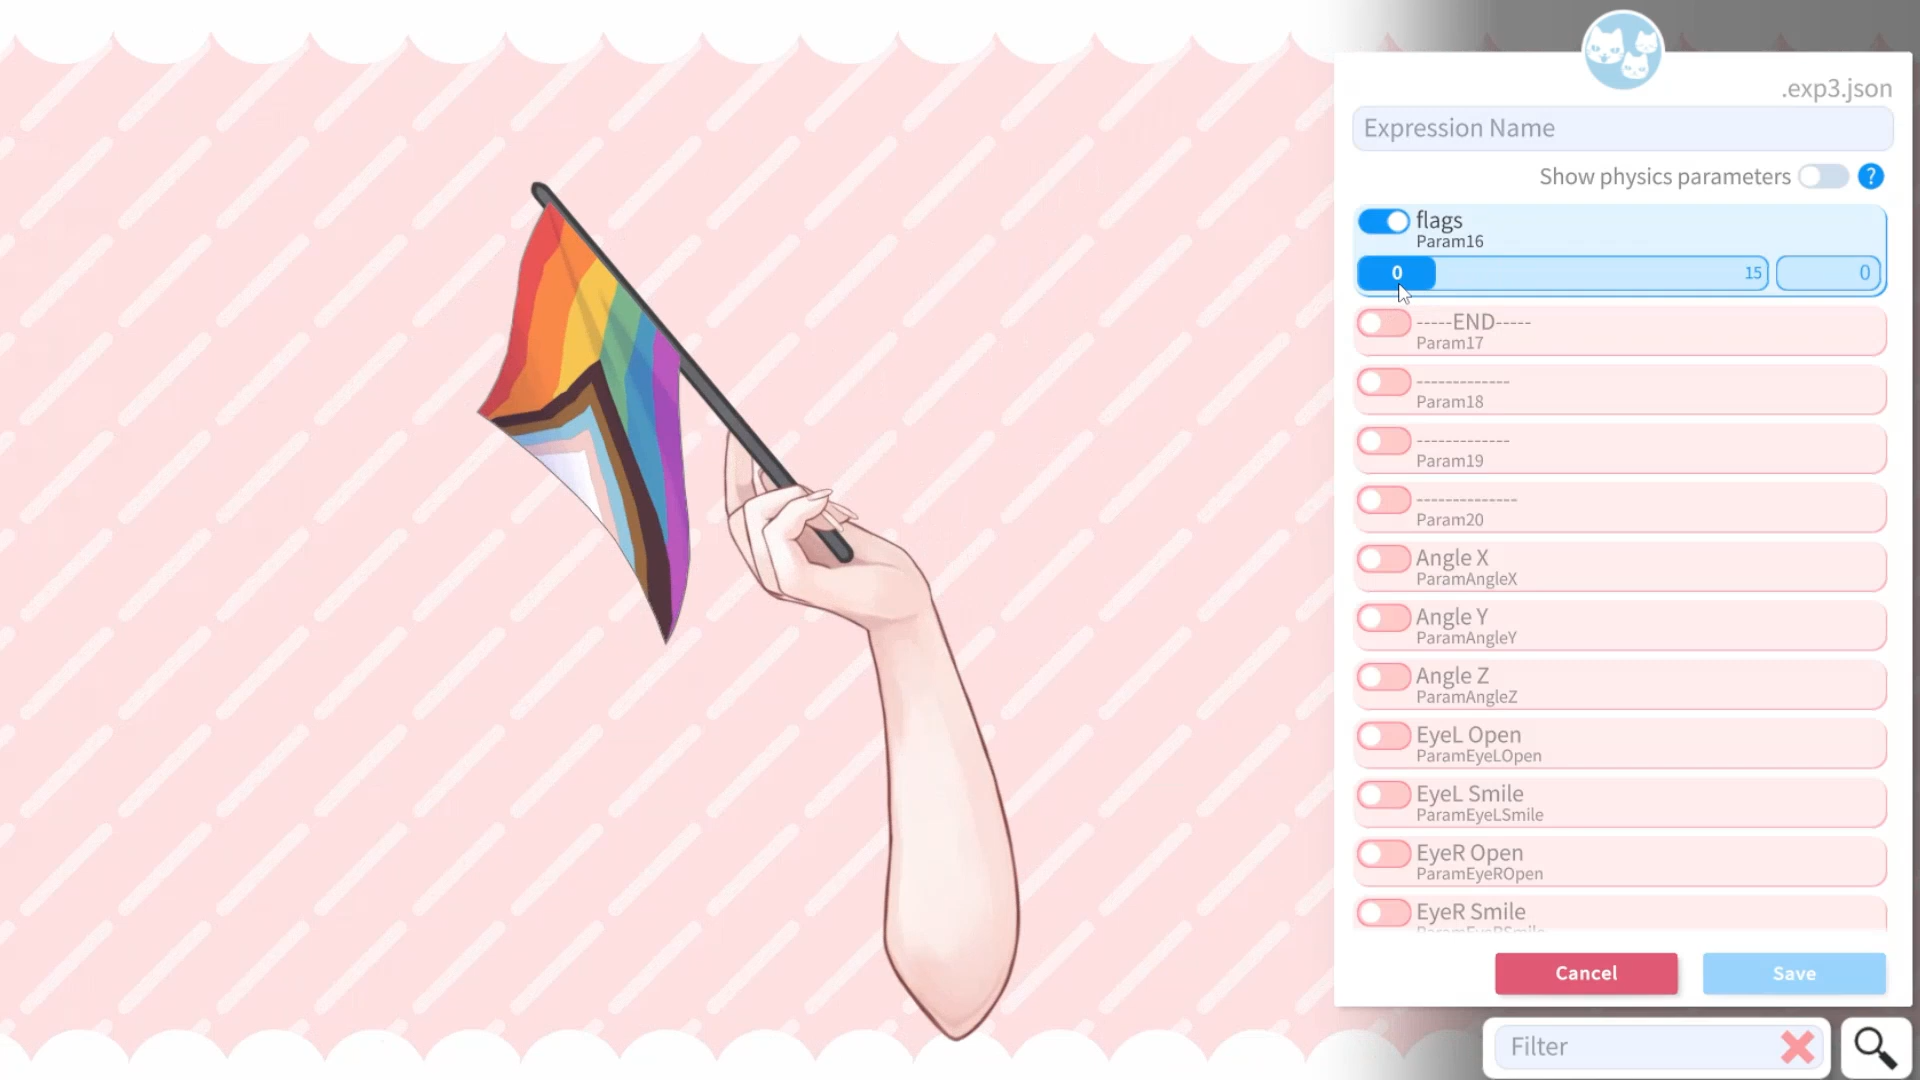 .exp3.json
Expression Name
Show physics parameters ?
flags
Param16
0 15 0
-----END-----
Param17
-------------
Param18
-------------
Param19
--------------
Param20
Angle X
ParamAngleX
Angle Y
ParamAngleY
Angle Z
ParamAngleZ
EyeL Open
ParamEyeLOpen
EyeL Smile
ParamEyeLSmile
EyeR Open
ParamEyeROpen
EyeR Smile
ParamEyeRSmile
Cancel Save
Filter